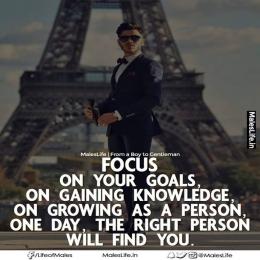 MalesLife.in
MalesLife | From a Boy to Gentleman
FOCUS
ON YOUR GOALS,
ON GAINING KNOWLEDGE,
ON GROWING AS A PERSON,
ONE DAY, THE RIGHT PERSON
WILL FIND YOU.
/LifeofMales
MalesLife.in
@MalesLife